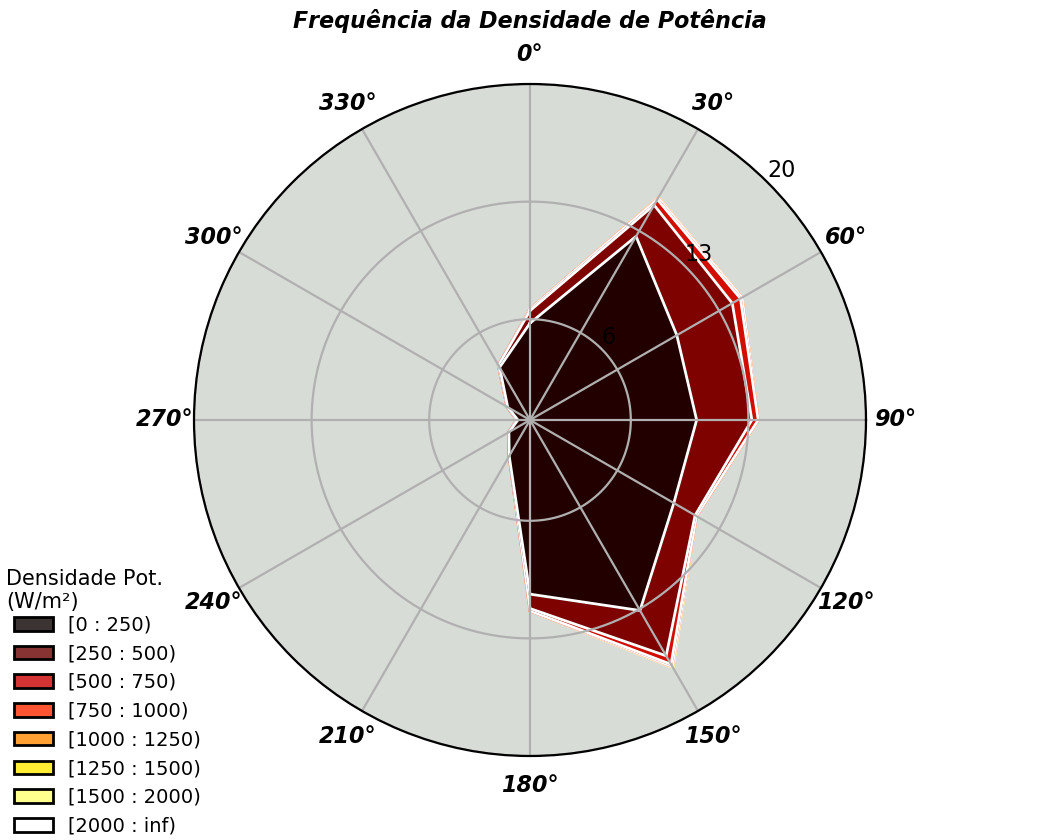 Frequência da Densidade de Potência
0°
330°
30°
20
300°
60°
13
6
270°
90°
240°
120°
210°
150°
180°
Densidade Pot.
(W/m²)
[0 : 250)
[250 : 500)
[500 : 750)
[750 : 1000)
[1000 : 1250)
[1250 : 1500)
[1500 : 2000)
[2000 : inf)